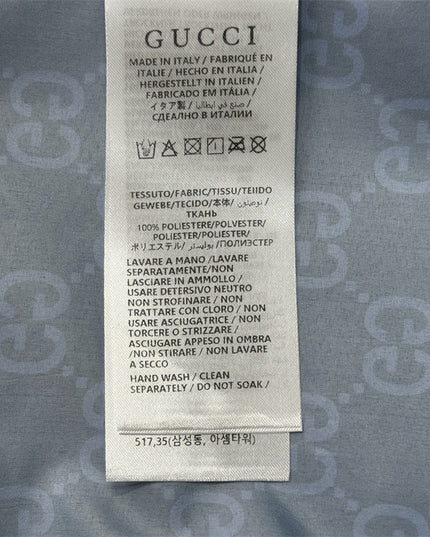 GUCCI
MADE IN ITALY / FABRIQUÉ EN
ITALIE / HECHO EN ITALIA /
HERGESTELLT IN ITALIEN /
FABRICADO EM ITÁLIA /
イタア製 / صنع في ايطاليا /
СДЕЛАНО В ИТАЛИИ
TESSUTO/FABRIC/TISSU/TEJIDO
GEWEBE/TECIDO/本体/ /
ТКАНЬ
100% POLIESTERE/POLYESTER/
POLIESTER/POLIÉSTER/
ポリエステル/ بوليستر /ПОЛИЭСТЕР
LAVARE A MANO /LAVARE
SEPARATAMENTE/NON
LASCIARE IN AMMOLLO /
USARE DETERSIVO NEUTRO
NON STROFINARE / NON
TRATTARE CON CLORO / NON
USARE ASCIUGATRICE / NON
TORCERE O STRIZZARE /
ASCIUGARE APPESO IN OMBRA
/NON STIRARE / NON LAVARE
A SECCO
HAND WASH / CLEAN
SEPARATELY / DO NOT SOAK /
517,35(삼성동, 아셈타워)